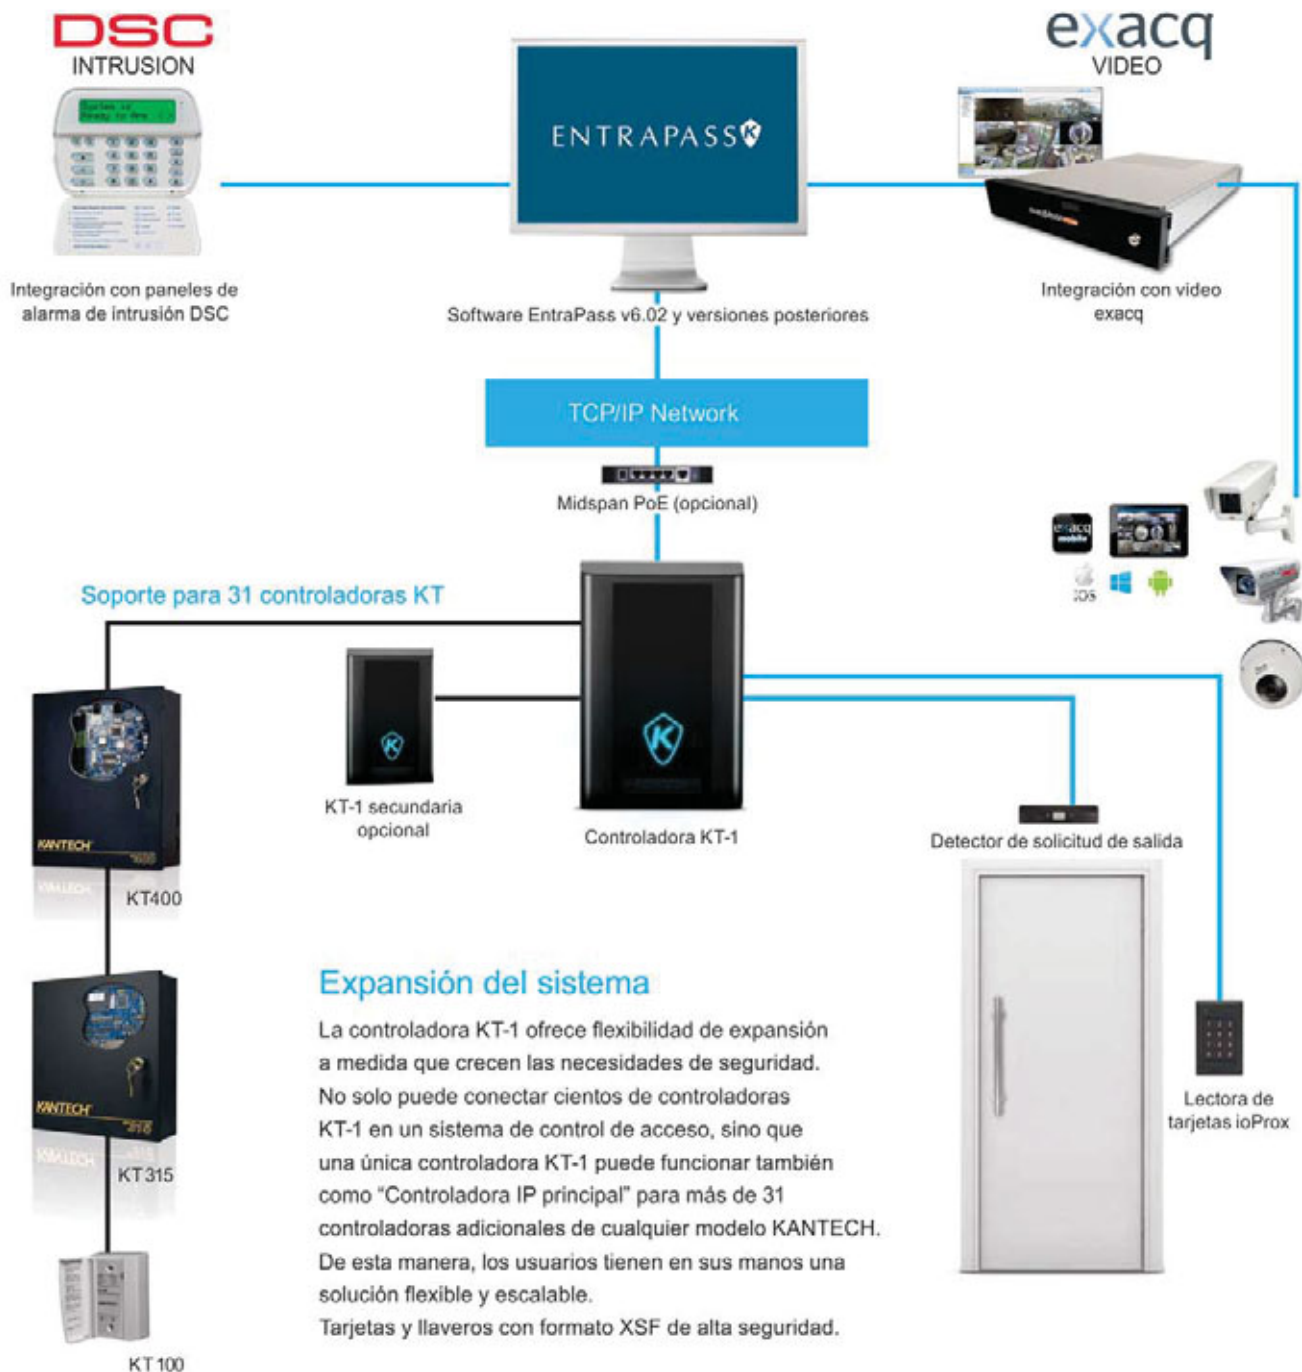 DSC
INTRUSION
System is
Ready to Arm
Integración con paneles de
alarma de intrusión DSC
ENTRAPASS
K
Software EntraPass v6.02 y versiones posteriores
exacq
VIDEO
Integración con video
exacq
TCP/IP Network
Midspan PoE (opcional)
exacq
mobile
iOS
Soporte para 31 controladoras KT
KANTECH
KT400
KANTECH
KT315
KT100
K
KT-1 secundaria
opcional
K
Controladora KT-1
Detector de solicitud de salida
Lectora de
tarjetas ioProx
Expansión del sistema
La controladora KT-1 ofrece flexibilidad de expansión
a medida que crecen las necesidades de seguridad.
No solo puede conectar cientos de controladoras
KT-1 en un sistema de control de acceso, sino que
una única controladora KT-1 puede funcionar también
como “Controladora IP principal” para más de 31
controladoras adicionales de cualquier modelo KANTECH.
De esta manera, los usuarios tienen en sus manos una
solución flexible y escalable.
Tarjetas y llaveros con formato XSF de alta seguridad.